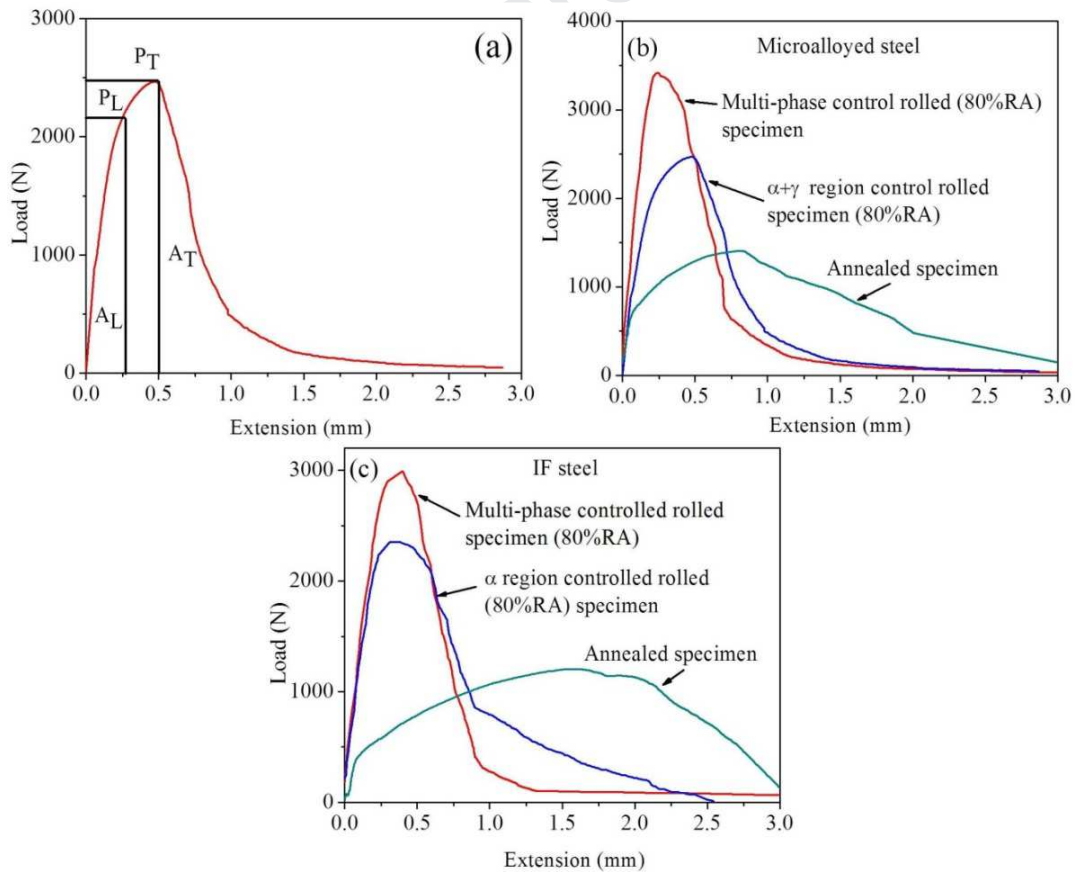 (a)
3000
2000
1000
0
P_T
P_L
A_T
A_L
Load (N)
0.0 0.5 1.0 1.5 2.0 2.5 3.0
Extension (mm)
(b)
Microalloyed steel
4000
3000
2000
1000
0
Multi-phase control rolled (80%RA)
specimen
α+γ region control rolled
specimen (80%RA)
Annealed specimen
Load (N)
0.0 0.5 1.0 1.5 2.0 2.5 3.0
Extension (mm)
(c)
IF steel
3000
2000
1000
0
Multi-phase controlled rolled
specimen (80%RA)
α region controlled rolled
(80%RA) specimen
Annealed specimen
Load (N)
0.0 0.5 1.0 1.5 2.0 2.5 3.0
Extension (mm)